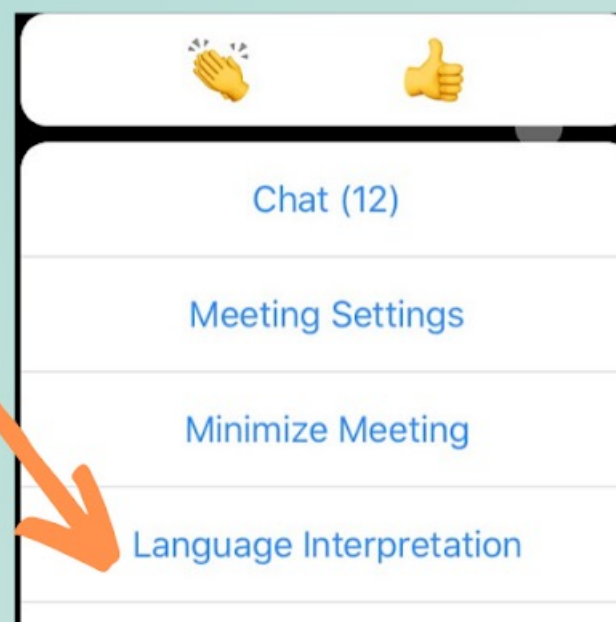 Chat (12)
Meeting Settings
Minimize Meeting
Language Interpretation